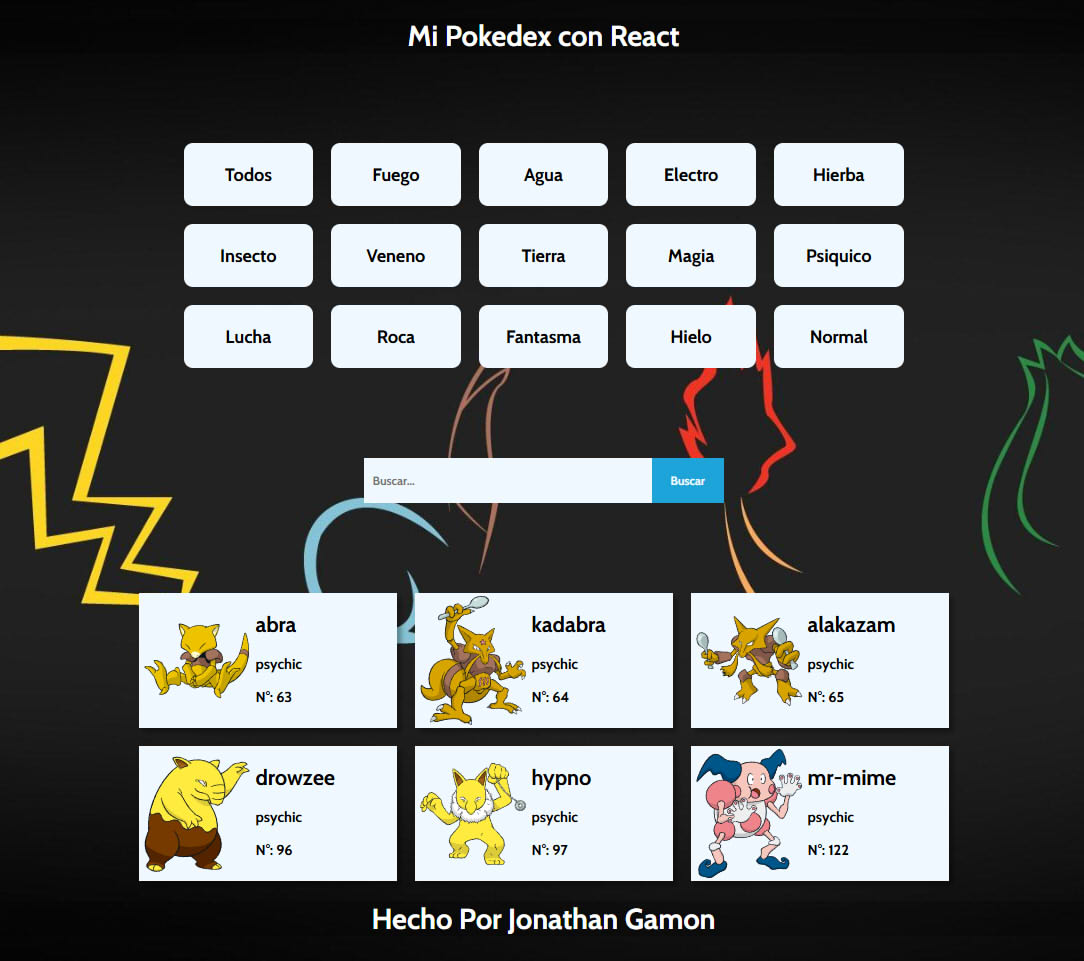 Mi Pokedex con React
Todos Fuego Agua Electro Hierba
Insecto Veneno Tierra Magia Psiquico
Lucha Roca Fantasma Hielo Normal
Buscar... Buscar
abra
psychic
N°: 63
kadabra
psychic
N°: 64
alakazam
psychic
N°: 65
drowzee
psychic
N°: 96
hypno
psychic
N°: 97
mr-mime
psychic
N°: 122
Hecho Por Jonathan Gamon